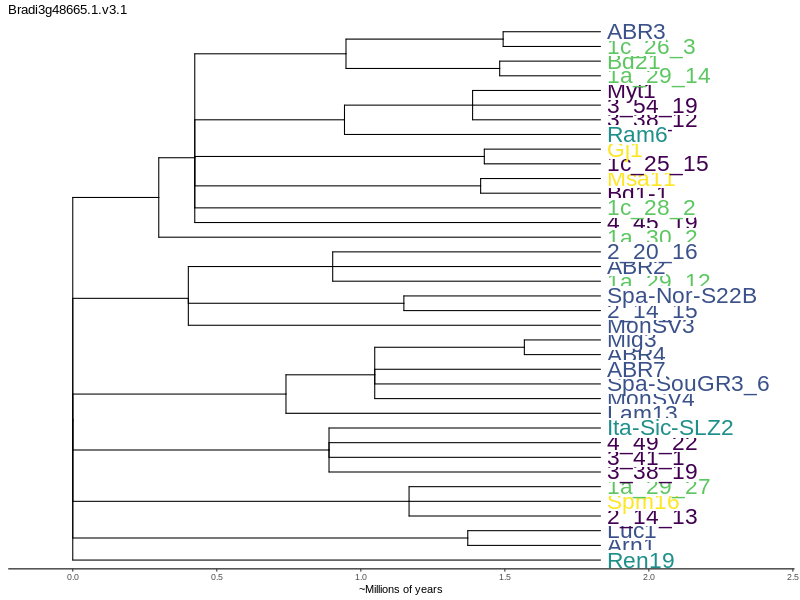 Bradi3g48665.1.v3.1
ABR3
1c_26_3
Bd21
1a_29_14
Myt1
3_54_19
3_38_12
Ram6
Gj1
1c_25_15
Msa11
Bd1-1
1c_28_2
4_45_19
1a_30_2
2_20_16
ABR2
1a_29_12
Spa-Nor-S22B
2_14_15
MonSV3
Mig3
ABR4
ABR7
Spa-SouGR3_6
MonSV4
Lam13
Ita-Sic-SLZ2
4_49_22
3_41_1
3_38_19
1a_29_27
Spm16
2_14_13
Luc1
Arn1
Ren19
0.0 0.5 1.0 1.5 2.0 2.5
~Millions of years